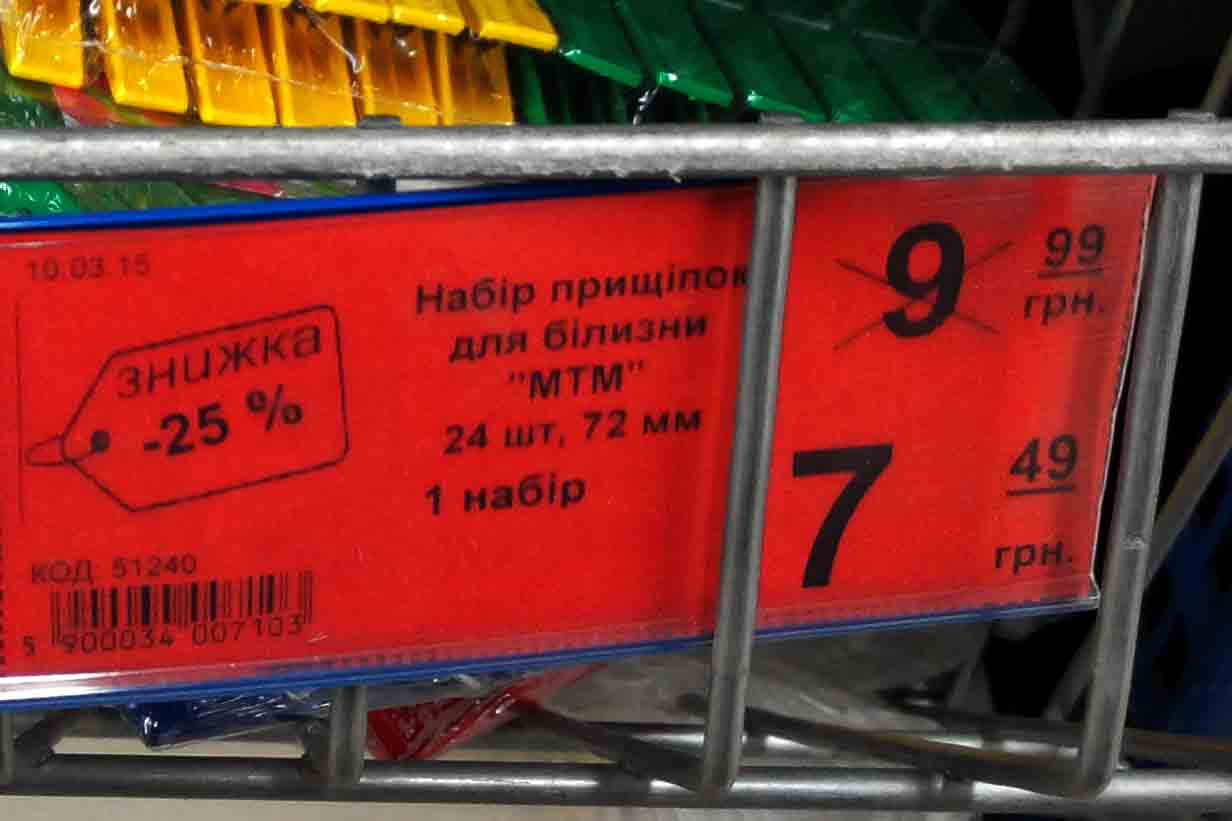 10.03.15
знижка
-25 %
КОД: 51240
5 900034 007103
Набір прищіпок
для білизни
"МТМ"
24 шт, 72 мм
1 набір
9 99
грн.
7 49
грн.